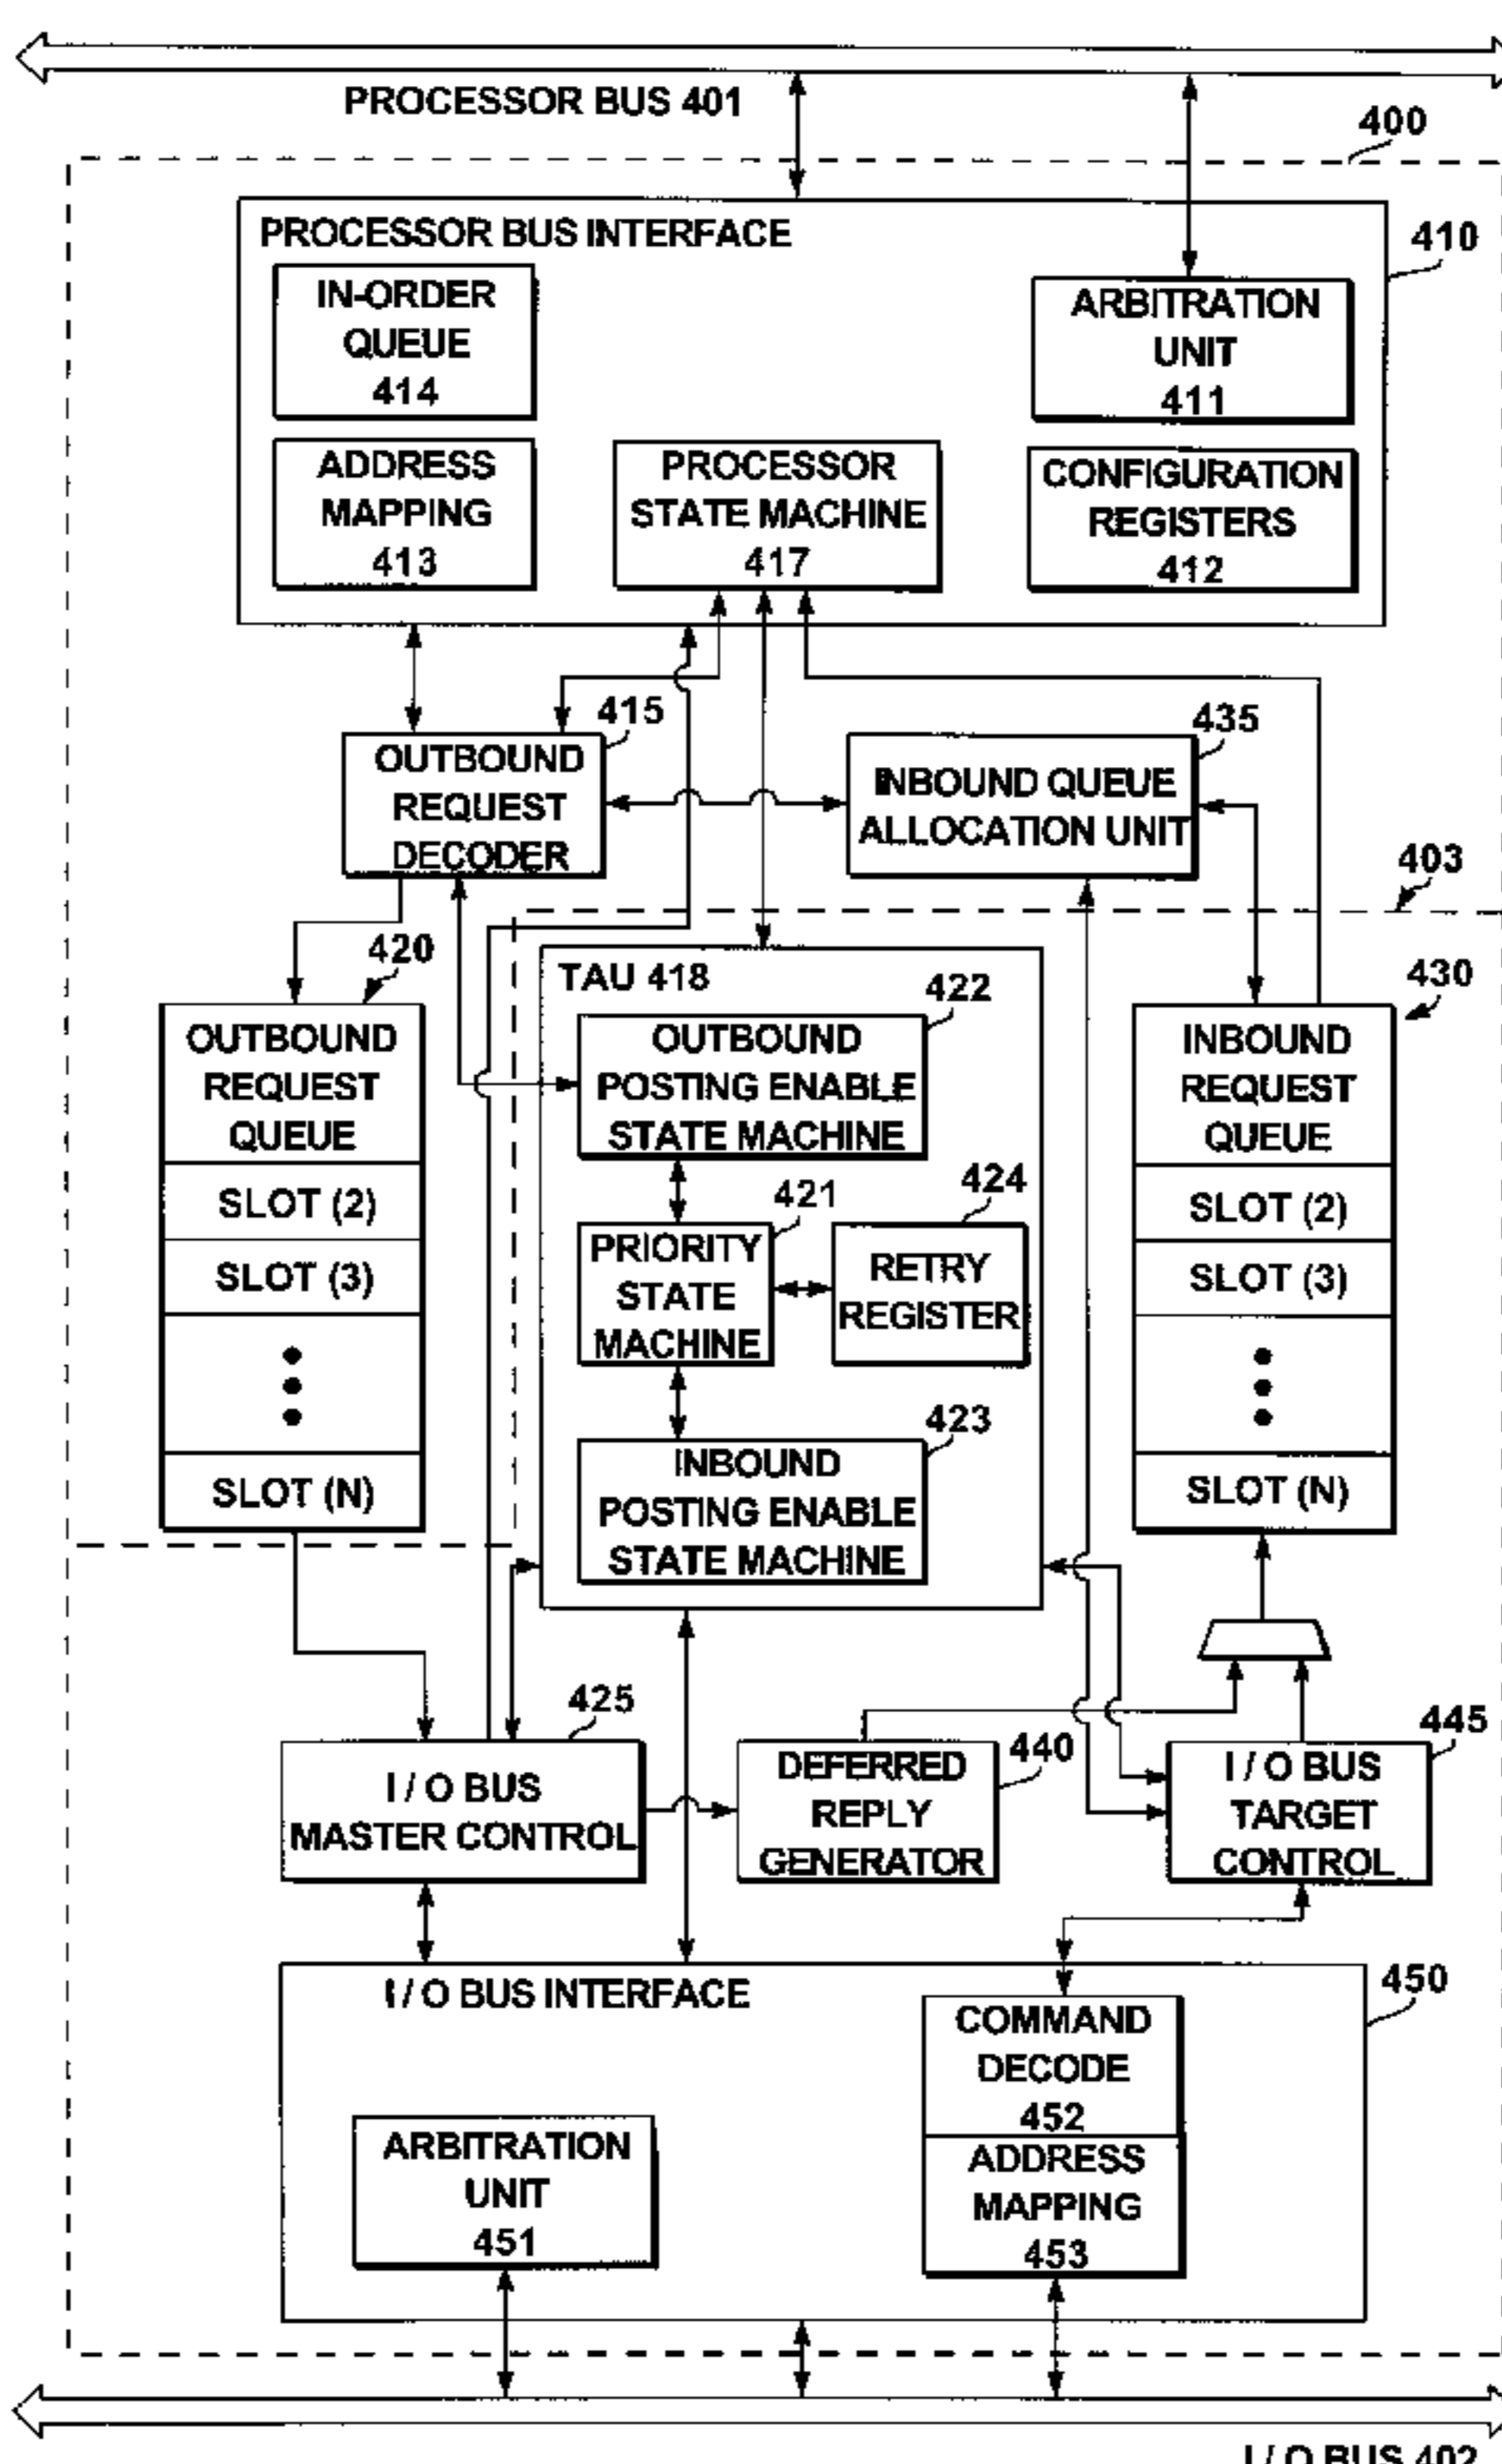 PROCESSOR BUS 401
400
PROCESSOR BUS INTERFACE
410
IN-ORDER
QUEUE
414
ARBITRATION
UNIT
411
ADDRESS
MAPPING
413
PROCESSOR
STATE MACHINE
417
CONFIGURATION
REGISTERS
412
415
OUTBOUND
REQUEST
DECODER
435
INBOUND QUEUE
ALLOCATION UNIT
403
420
OUTBOUND
REQUEST
QUEUE
SLOT (2)
SLOT (3)
SLOT (N)
TAU 418
422
OUTBOUND
POSTING ENABLE
STATE MACHINE
421
PRIORITY
STATE
MACHINE
424
RETRY
REGISTER
423
INBOUND
POSTING ENABLE
STATE MACHINE
430
INBOUND
REQUEST
QUEUE
SLOT (2)
SLOT (3)
SLOT (N)
425
I / O BUS
MASTER CONTROL
440
DEFERRED
REPLY
GENERATOR
445
I / O BUS
TARGET
CONTROL
I / O BUS INTERFACE
450
COMMAND
DECODE
452
ARBITRATION
UNIT
451
ADDRESS
MAPPING
453
I / O BUS 402